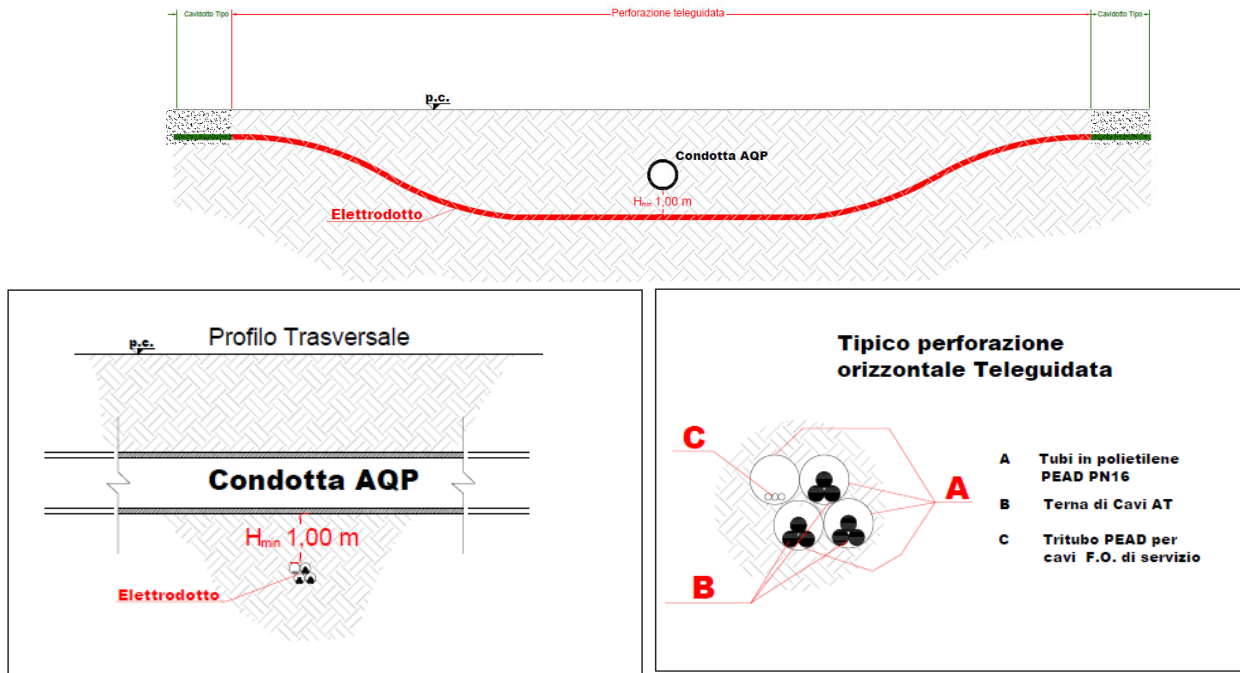 Cavidotto Tipo
Perforazione teleguidata
Cavidotto Tipo
p.c.
Condotta AQP
Hmin 1,00 m
Elettrodotto
Profilo Trasversale
p.c.
Condotta AQP
Hmin 1,00 m
Elettrodotto
Tipico perforazione
orizzontale Teleguidata
C
A
B
A Tubi in polietilene
PEAD PN16
B Terna di Cavi AT
C Tritubo PEAD per
cavi F.O. di servizio